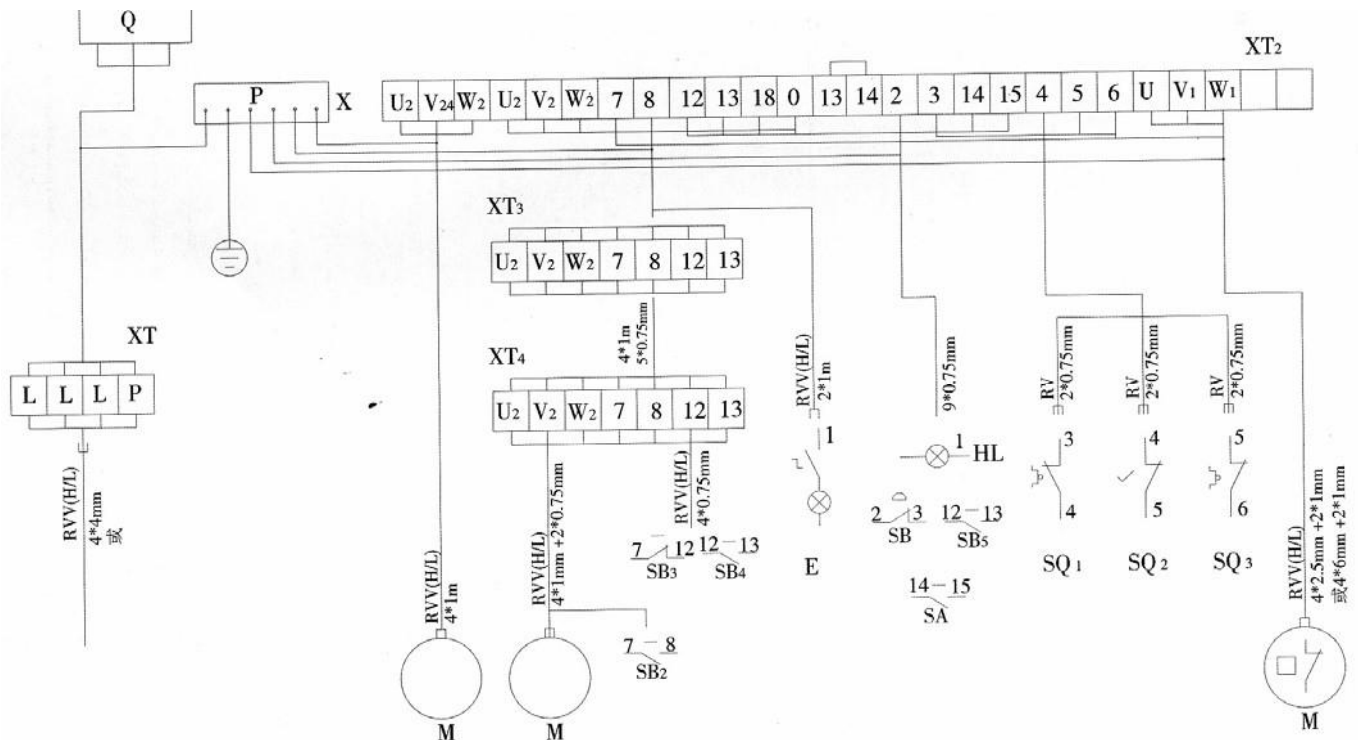 Q
XT2
P X
U2 V24 W2 U2 V2 W2 7 8 12 13 18 0 13 14 2 3 14 15 4 5 6 U V1 W1
XT3
U2 V2 W2 7 8 12 13
4*1m
5*0.75mm
XT4
U2 V2 W2 7 8 12 13
XT
L L L P
RVV(H/L)
4*4mm
或
RVV(H/L)
4*1m
M
RVV(H/L)
4*1mm +2*0.75mm
M
RVV(H/L)
4*0.75mm
7 12
SB3
12 13
SB4
7 8
SB2
RVV(H/L)
2*1m
1
E
9*0.75mm
1 HL
2 3
SB
12 13
SB5
14 15
SA
RV
2*0.75mm
3
4
SQ1
RV
2*0.75mm
4
5
SQ2
RV
2*0.75mm
5
6
SQ3
RVV(H/L)
4*2.5mm +2*1mm
或4*6mm +2*1mm
M